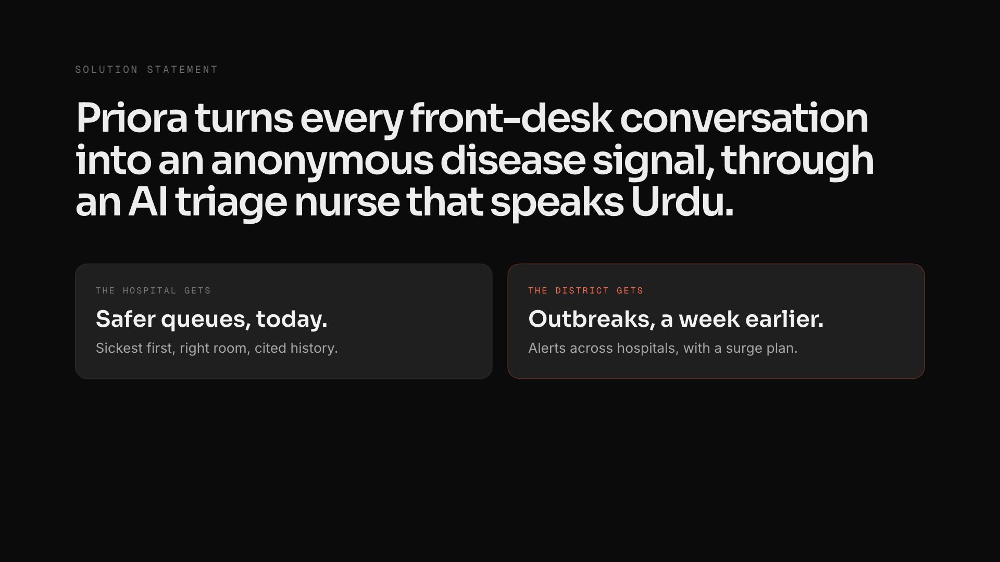 SOLUTION STATEMENT
Priora turns every front-desk conversation
into an anonymous disease signal, through
an AI triage nurse that speaks Urdu.
THE HOSPITAL GETS
Safer queues, today.
Sickest first, right room, cited history.
THE DISTRICT GETS
Outbreaks, a week earlier.
Alerts across hospitals, with a surge plan.